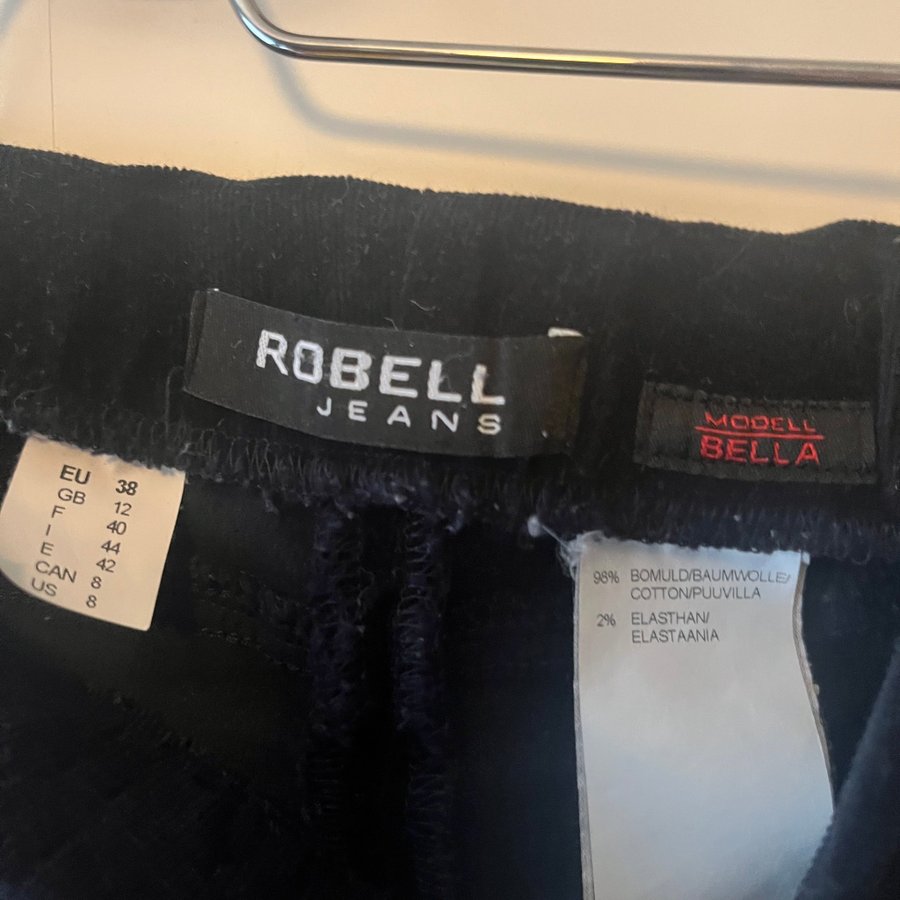 ROBELL
JEANS
MODELL
BELLA
EU 38
GB 12
F 40
I 44
E 42
CAN 8
US 8
98% BOMULD/BAUMWOLLE/
COTTON/PUUVILLA
2% ELASTHAN/
ELASTAANIA